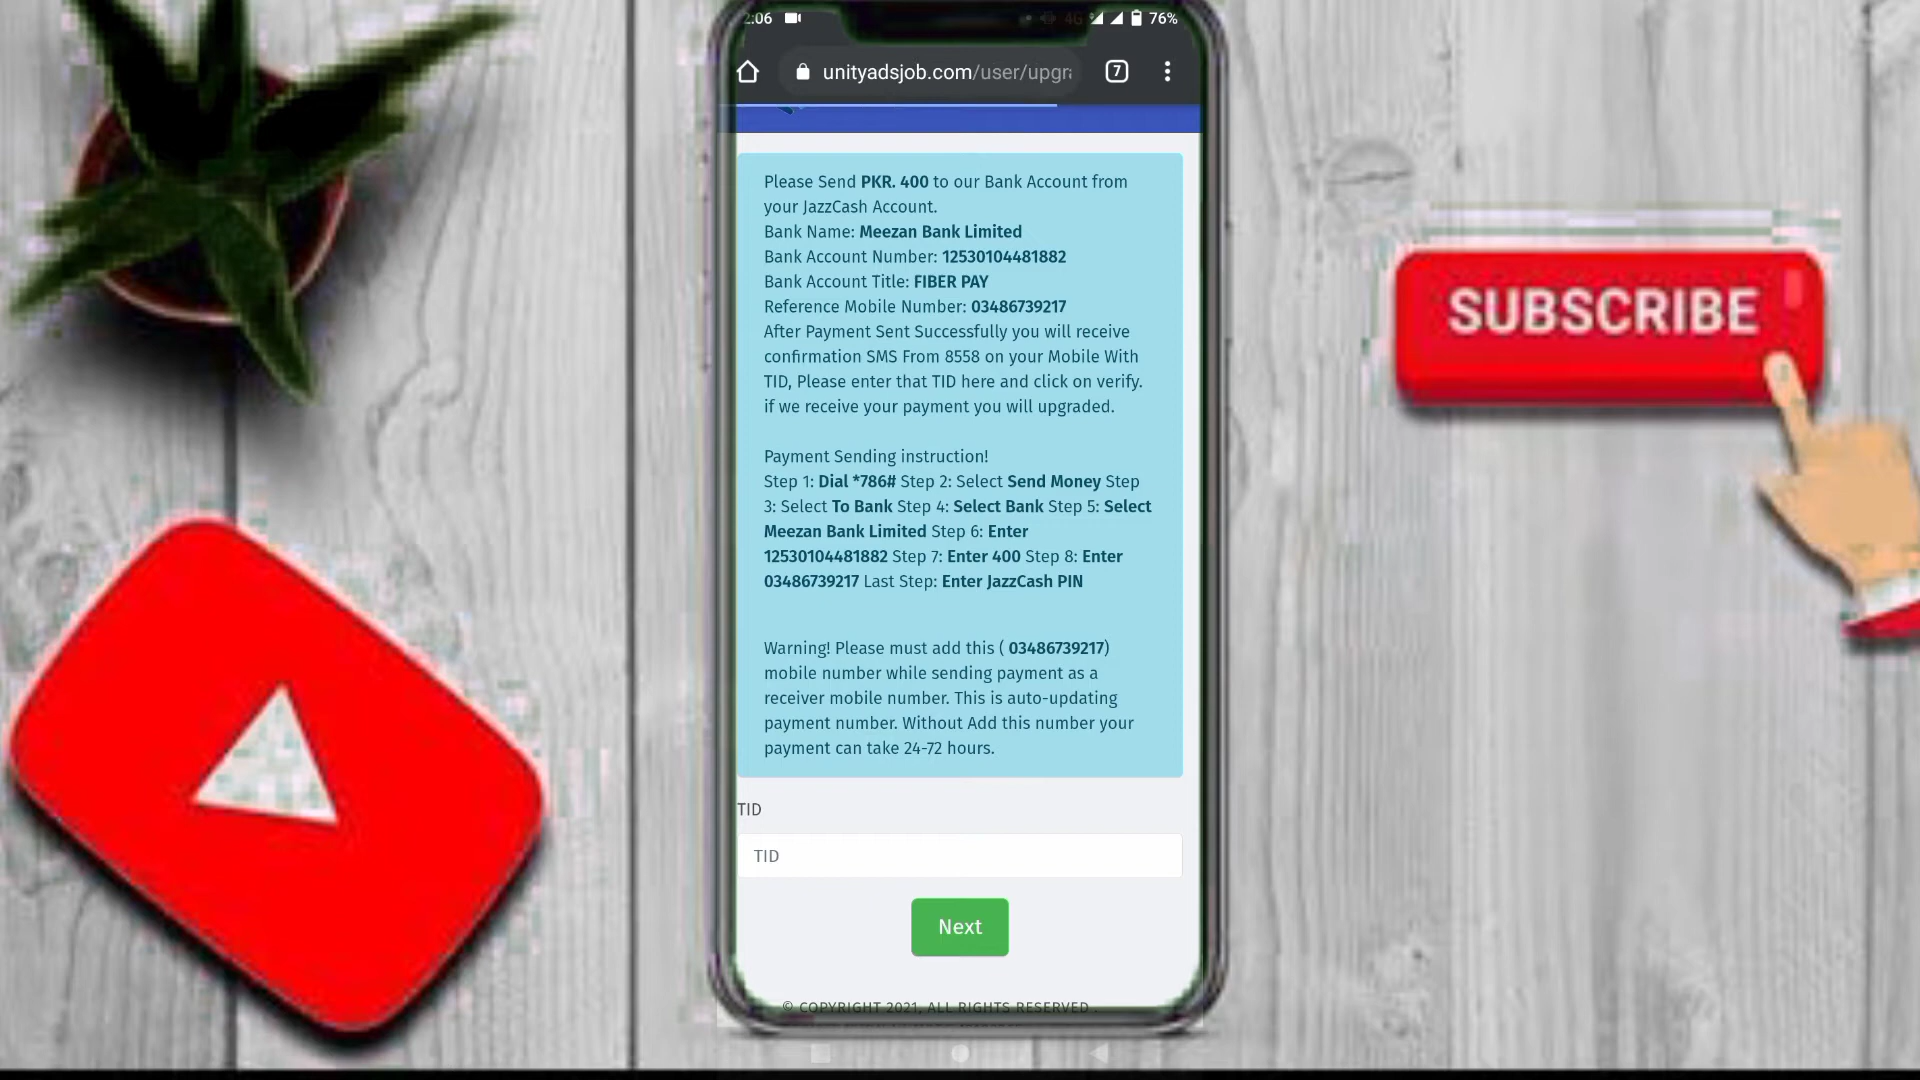 2:06
4G
76%
unityadsjob.com/user/upgr
7
Please Send PKR. 400 to our Bank Account from
your JazzCash Account.
Bank Name: Meezan Bank Limited
Bank Account Number: 12530104481882
Bank Account Title: FIBER PAY
Reference Mobile Number: 03486739217
After Payment Sent Successfully you will receive
confirmation SMS From 8558 on your Mobile With
TID, Please enter that TID here and click on verify.
if we receive your payment you will upgraded.
Payment Sending instruction!
Step 1: Dial *786# Step 2: Select Send Money Step
3: Select To Bank Step 4: Select Bank Step 5: Select
Meezan Bank Limited Step 6: Enter
12530104481882 Step 7: Enter 400 Step 8: Enter
03486739217 Last Step: Enter JazzCash PIN
Warning! Please must add this ( 03486739217)
mobile number while sending payment as a
receiver mobile number. This is auto-updating
payment number. Without Add this number your
payment can take 24-72 hours.
TID
TID
Next
© COPYRIGHT 2021, ALL RIGHTS RESERVED .
SUBSCRIBE